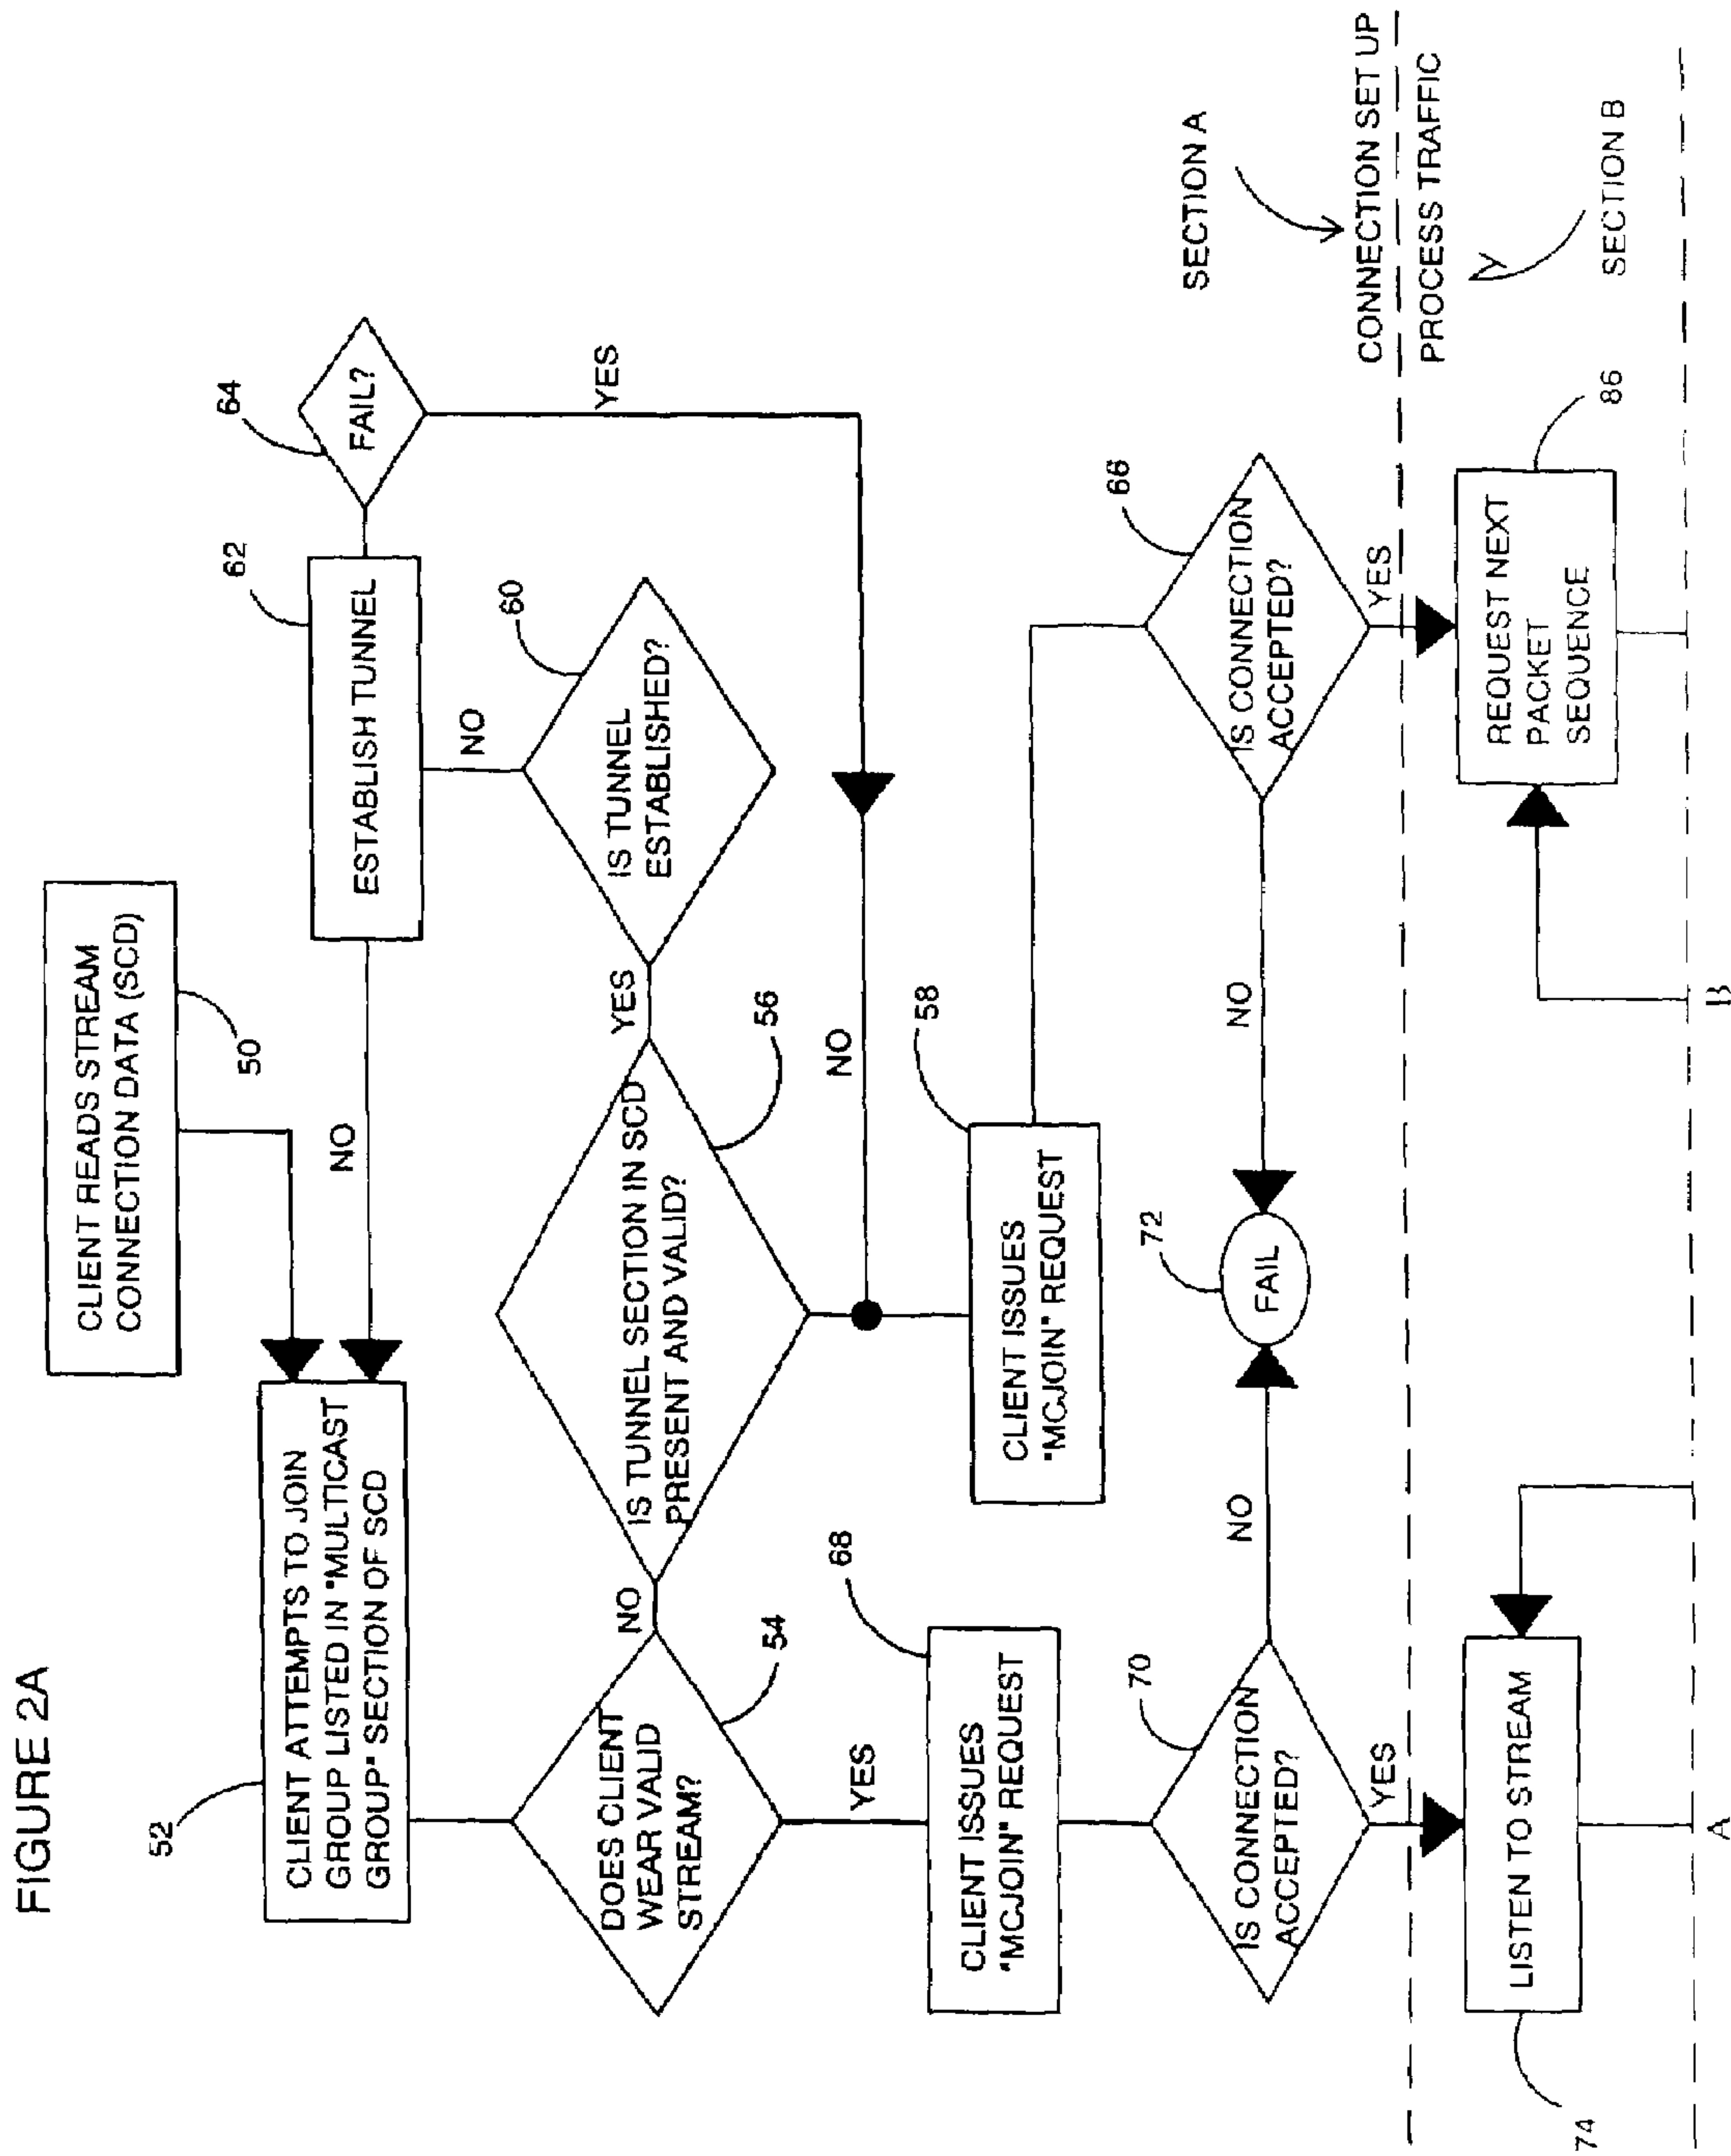 FIGURE 2A
CLIENT READS STREAM
CONNECTION DATA (SCD)
50
52
CLIENT ATTEMPTS TO JOIN
GROUP LISTED IN "MULTICAST
GROUP" SECTION OF SCD
NO
62
ESTABLISH TUNNEL
64
FAIL?
YES
NO
60
IS TUNNEL
ESTABLISHED?
DOES CLIENT
WEAR VALID
STREAM?
54
NO
IS TUNNEL SECTION IN SCD
PRESENT AND VALID?
56
YES
NO
YES
68
CLIENT ISSUES
"MCJOIN" REQUEST
58
CLIENT ISSUES
"MCJOIN" REQUEST
70
IS CONNECTION
ACCEPTED?
NO
72
FAIL
NO
66
IS CONNECTION
ACCEPTED?
YES
YES
SECTION A
CONNECTION SET UP
PROCESS TRAFFIC
SECTION B
74
LISTEN TO STREAM
86
REQUEST NEXT
PACKET
SEQUENCE
A
B